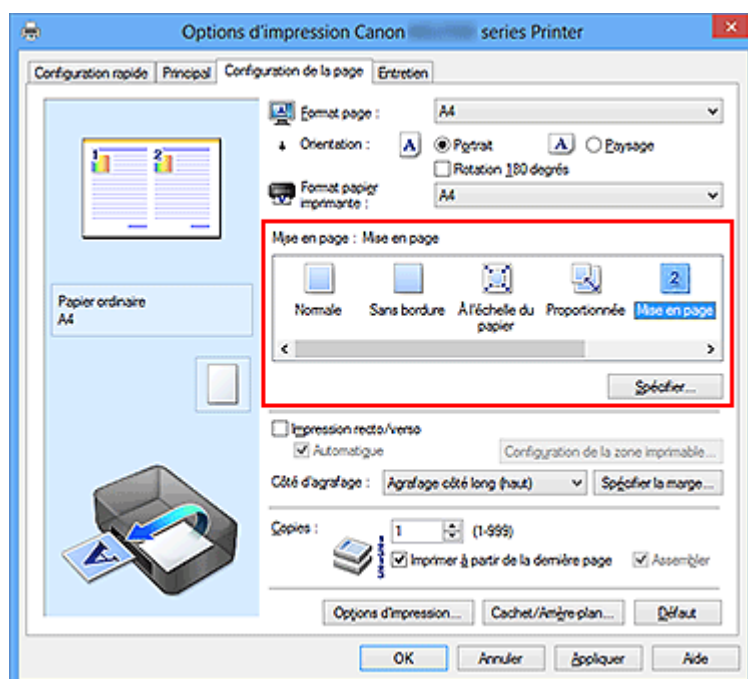 Options d'impression Canon series Printer
Configuration rapide Principal Configuration de la page Entretien
Format page : A4
Orientation : A Portrait A Paysage
Rotation 180 degrés
Format papier imprimante : A4
1 2
Mise en page : Mise en page
2
Normale Sans bordure À l'échelle du papier Proportionnée Mise en page
Spécifier...
Papier ordinaire
A4
Impression recto/verso
Automatique Configuration de la zone imprimable...
Côté d'agrafage : Agrafage côté long (haut) Spécifier la marge...
Copies : 1 (1-999)
Imprimer à partir de la dernière page Assembler
A
Options d'impression... Cachet/Arrière-plan... Défaut
OK Annuler Appliquer Aide